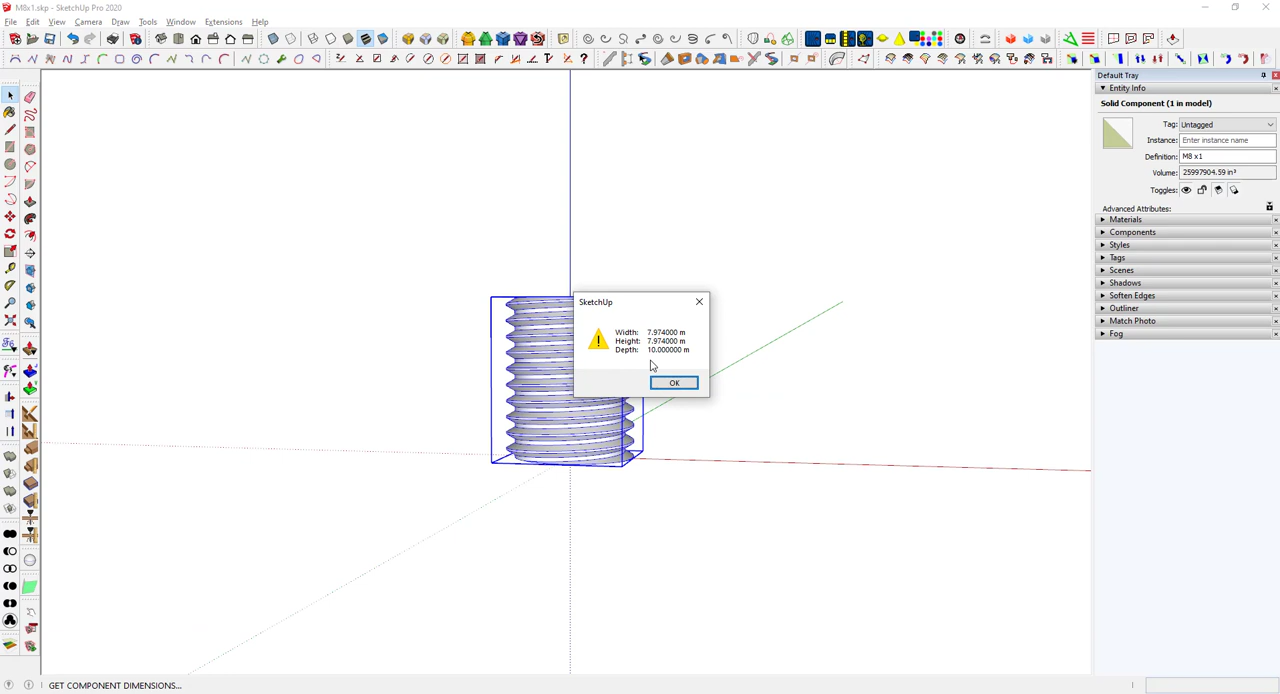 M8x1.skp - SketchUp Pro 2020
File Edit View Camera Draw Tools Window Extensions Help
Default Tray
Entity Info
Solid Component (1 in model)
Tag: Untagged
Instance: Enter instance name
Definition: M8 x1
Volume: 25997904.59 in³
Toggles:
Advanced Attributes:
Materials
Components
Styles
Tags
Scenes
Shadows
Soften Edges
Outliner
Match Photo
Fog
SketchUp
Width: 7.974000 m
Height: 7.974000 m
Depth: 10.000000 m
OK
GET COMPONENT DIMENSIONS...